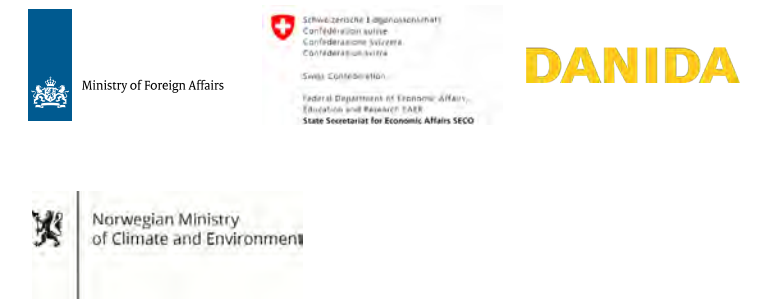 Ministry of Foreign Affairs
Schweizerische Eidgenossenschaft
Confédération suisse
Confederazione Svizzera
Confederaziun svizra
Swiss Confederation
Federal Department of Economic Affairs,
Education and Research EAER
State Secretariat for Economic Affairs SECO
DANIDA
Norwegian Ministry
of Climate and Environment